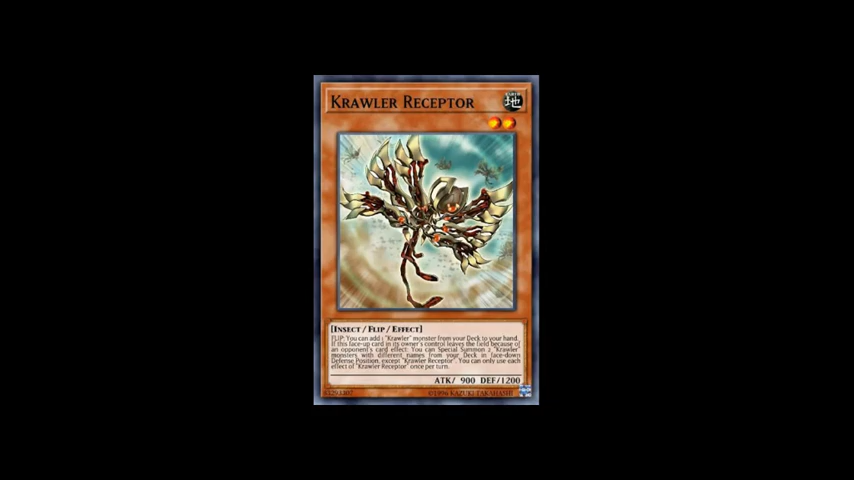 KRAWLER RECEPTOR
EARTH
地
[INSECT / FLIP / EFFECT]
FLIP: You can add 1 "Krawler" monster from your Deck to your hand.
If this face-up card in its owner's control leaves the field because of
an opponent's card effect: You can Special Summon 2 "Krawler"
monsters with different names from your Deck in face-down
Defense Position, except "Krawler Receptor". You can only use each
effect of "Krawler Receptor" once per turn.
ATK/ 900 DEF/1200
©1996 KAZUKI TAKAHASHI